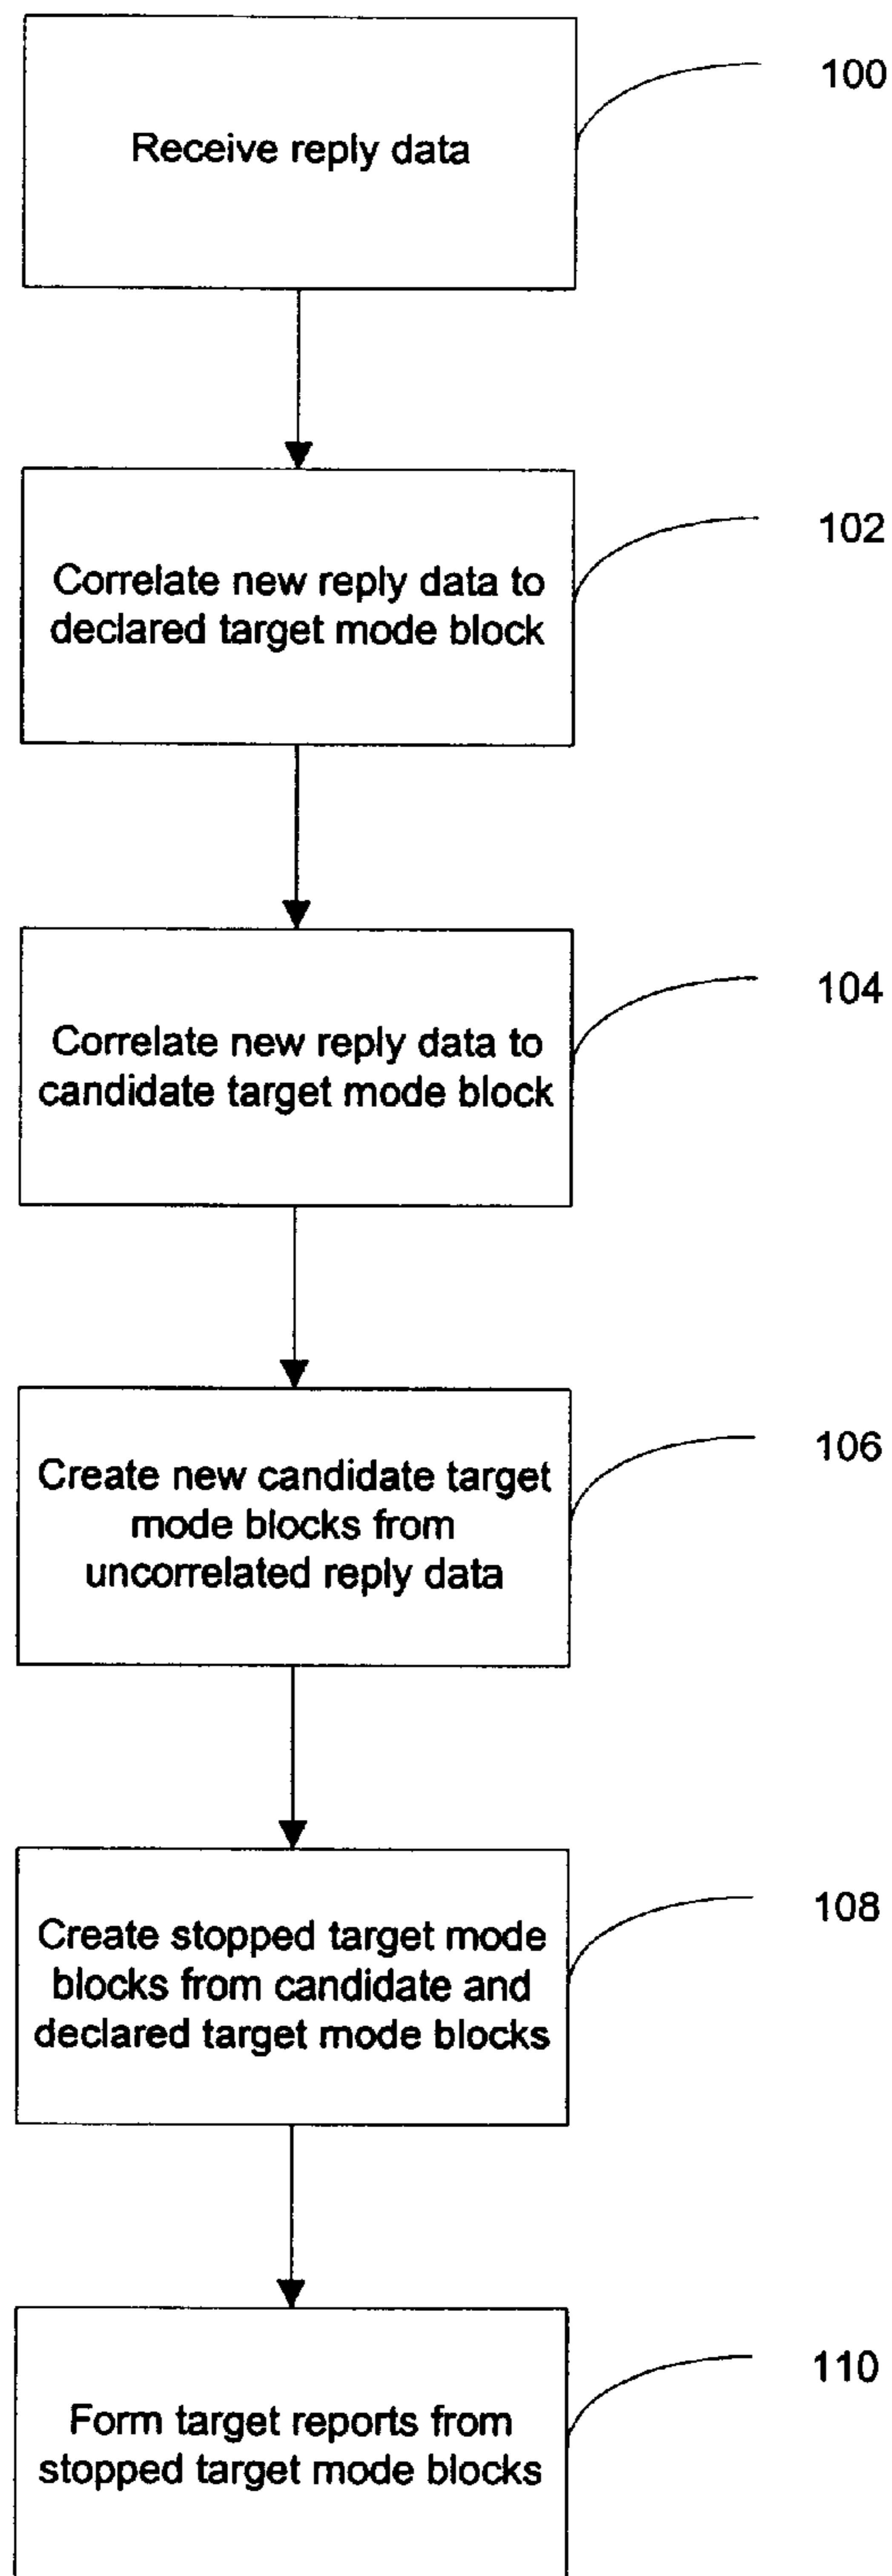 Receive reply data
100
Correlate new reply data to
declared target mode block
102
Correlate new reply data to
candidate target mode block
104
Create new candidate target
mode blocks from
uncorrelated reply data
106
Create stopped target mode
blocks from candidate and
declared target mode blocks
108
Form target reports from
stopped target mode blocks
110